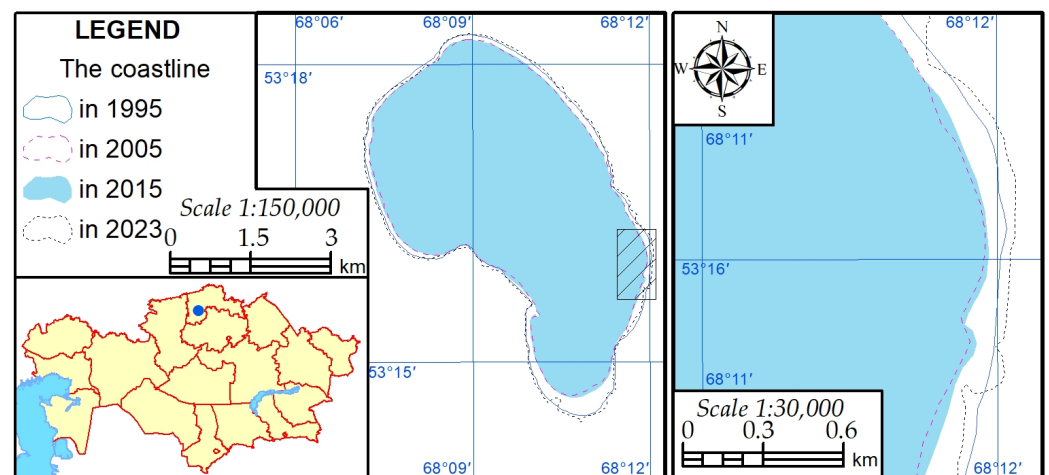 LEGEND
The coastline
in 1995
in 2005
in 2015
in 2023
Scale 1:150,000
0 1.5 3
km
68°06′ 68°09′ 68°12′
53°18′
53°15′
68°09′ 68°12′
N
W E
S
68°12′
68°11′
53°16′
68°11′
Scale 1:30,000
0 0.3 0.6
km
68°12′